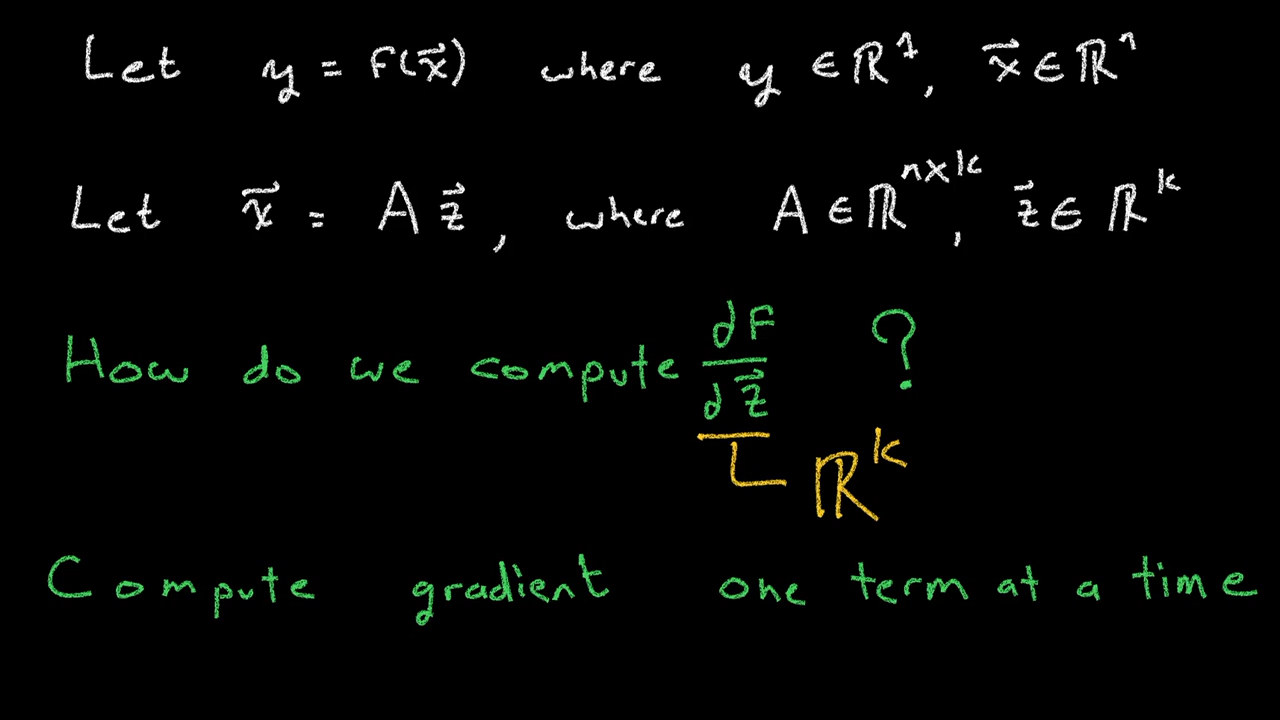 Let y = f(x⃗) where y ∈ ℝ¹, x⃗ ∈ ℝⁿ
Let x⃗ = A z⃗, where A ∈ ℝⁿˣᵏ, z⃗ ∈ ℝᵏ
How do we compute df/dz⃗ ?
ℝᵏ
Compute gradient one term at a time